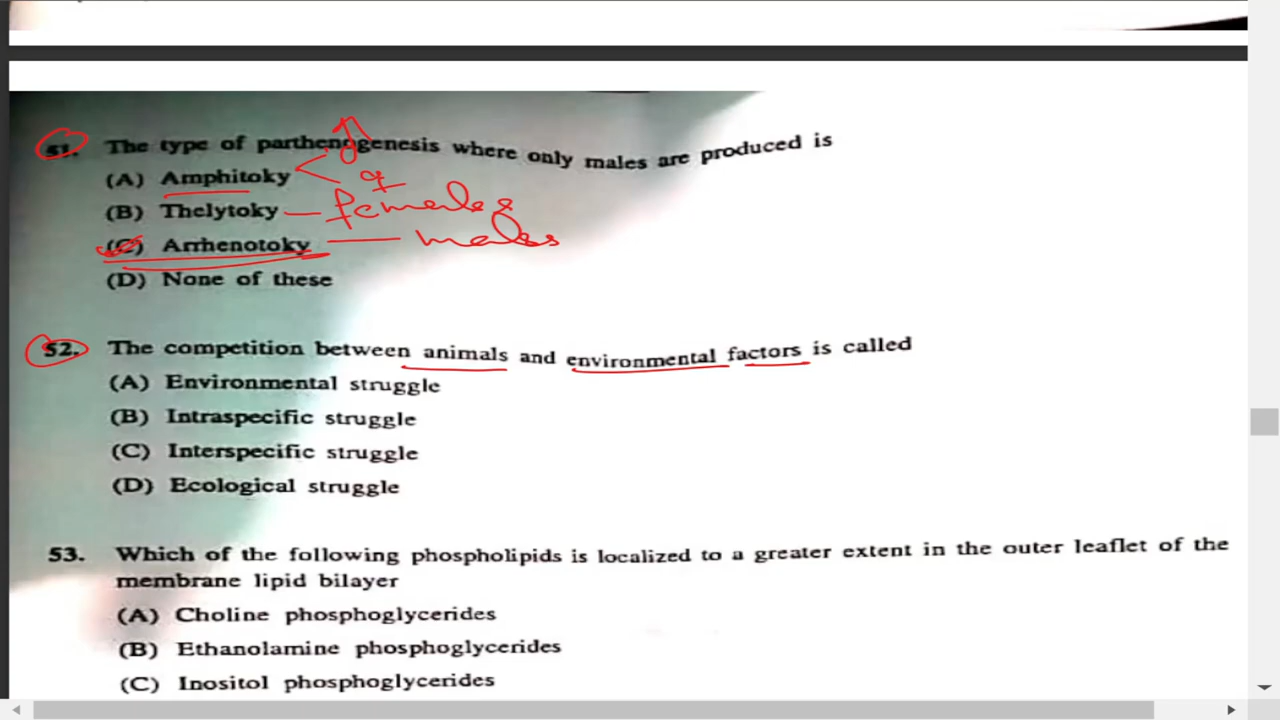 51. The type of parthenogenesis where only males are produced is
(A) Amphitoky ♂ ♀
(B) Thelytoky — females
(C) Arrhenotoky — males
(D) None of these
52. The competition between animals and environmental factors is called
(A) Environmental struggle
(B) Intraspecific struggle
(C) Interspecific struggle
(D) Ecological struggle
53. Which of the following phospholipids is localized to a greater extent in the outer leaflet of the
membrane lipid bilayer
(A) Choline phosphoglycerides
(B) Ethanolamine phosphoglycerides
(C) Inositol phosphoglycerides